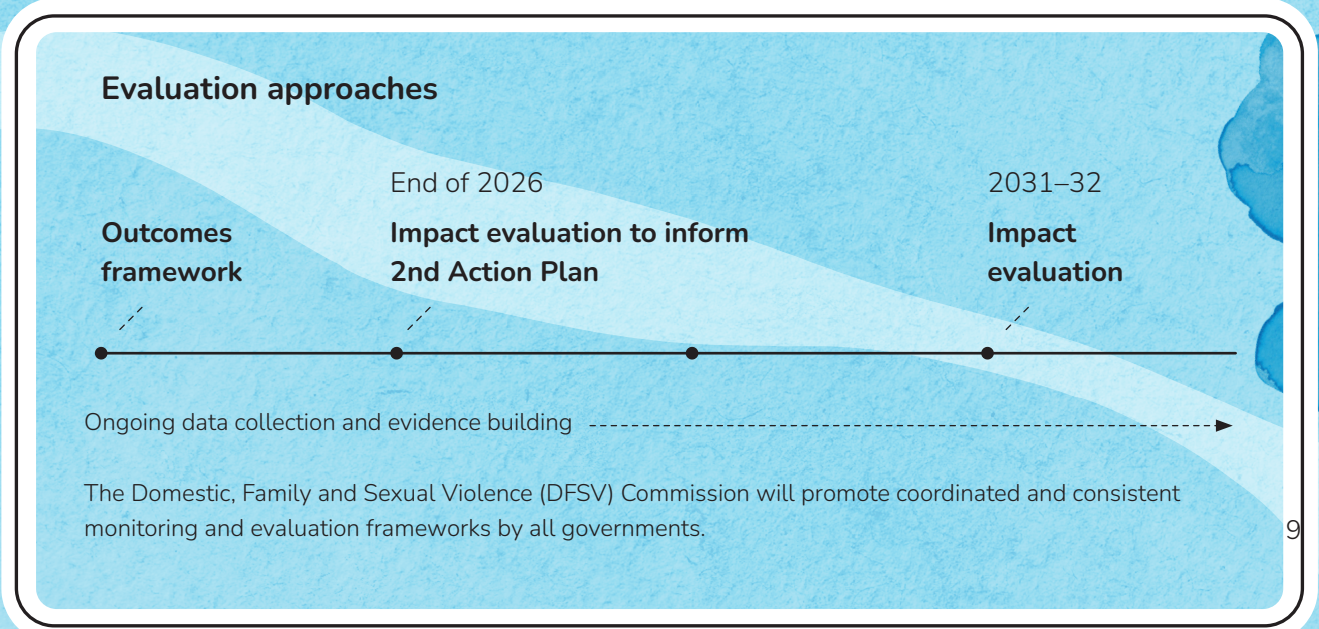 Evaluation approaches
Outcomes
framework
End of 2026
Impact evaluation to inform
2nd Action Plan
2031–32
Impact
evaluation
Ongoing data collection and evidence building
The Domestic, Family and Sexual Violence (DFSV) Commission will promote coordinated and consistent
monitoring and evaluation frameworks by all governments.
9